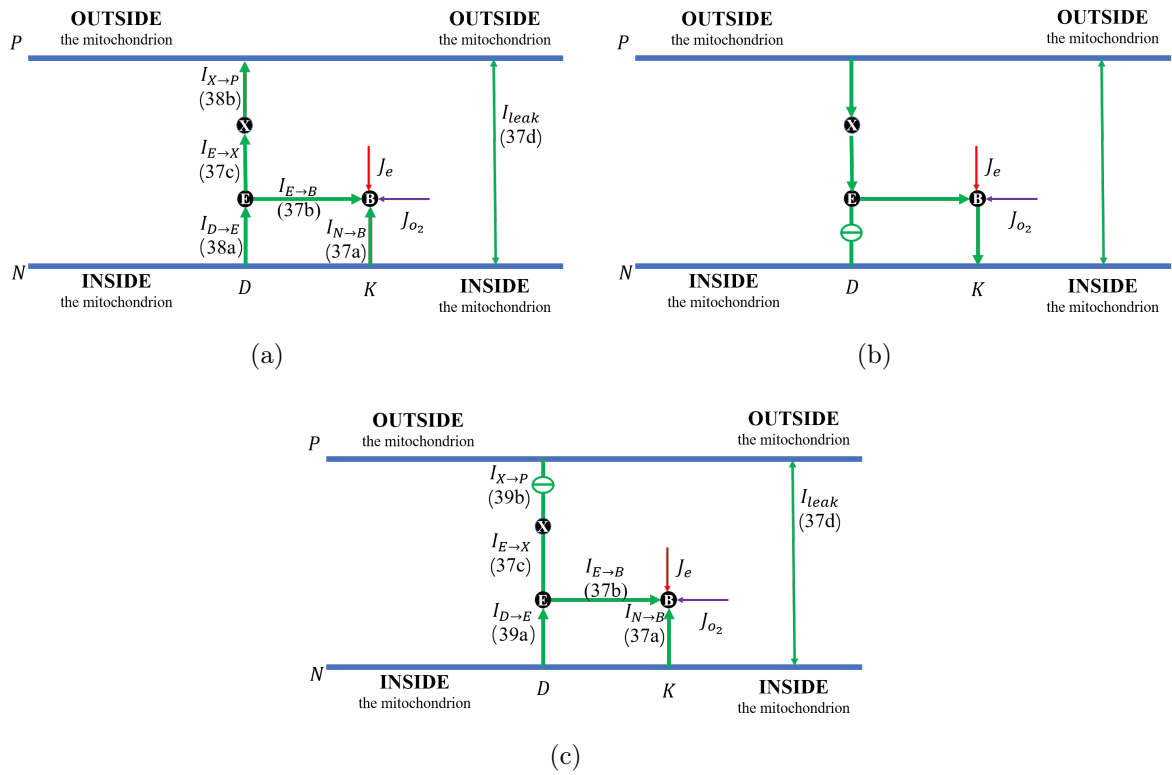 OUTSIDE
the mitochondrion
OUTSIDE
the mitochondrion
P
I_{X→P}
(38b)
X
I_{leak}
(37d)
I_{E→X}
(37c)
J_e
I_{E→B}
(37b)
E
B
J_{o_2}
I_{D→E}
(38a)
I_{N→B}
(37a)
N
INSIDE
the mitochondrion
D
K
INSIDE
the mitochondrion
(a)
OUTSIDE
the mitochondrion
OUTSIDE
the mitochondrion
P
X
J_e
E
B
J_{o_2}
N
INSIDE
the mitochondrion
D
K
INSIDE
the mitochondrion
(b)
OUTSIDE
the mitochondrion
OUTSIDE
the mitochondrion
P
I_{X→P}
(39b)
X
I_{leak}
(37d)
I_{E→X}
(37c)
J_e
I_{E→B}
(37b)
E
B
J_{o_2}
I_{D→E}
(39a)
I_{N→B}
(37a)
N
INSIDE
the mitochondrion
D
K
INSIDE
the mitochondrion
(c)